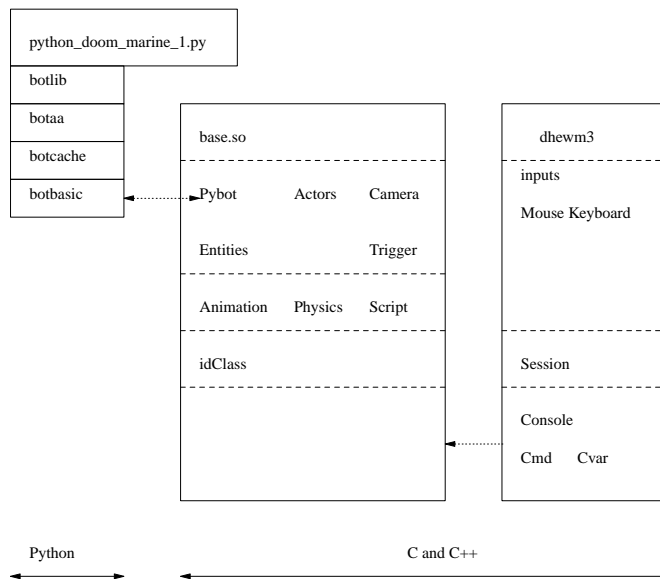 python_doom_marine_1.py
botlib
botaa
botcache
botbasic
base.so
Pybot Actors Camera
Entities Trigger
Animation Physics Script
idClass
dhewm3
inputs
Mouse Keyboard
Session
Console
Cmd Cvar
Python
C and C++